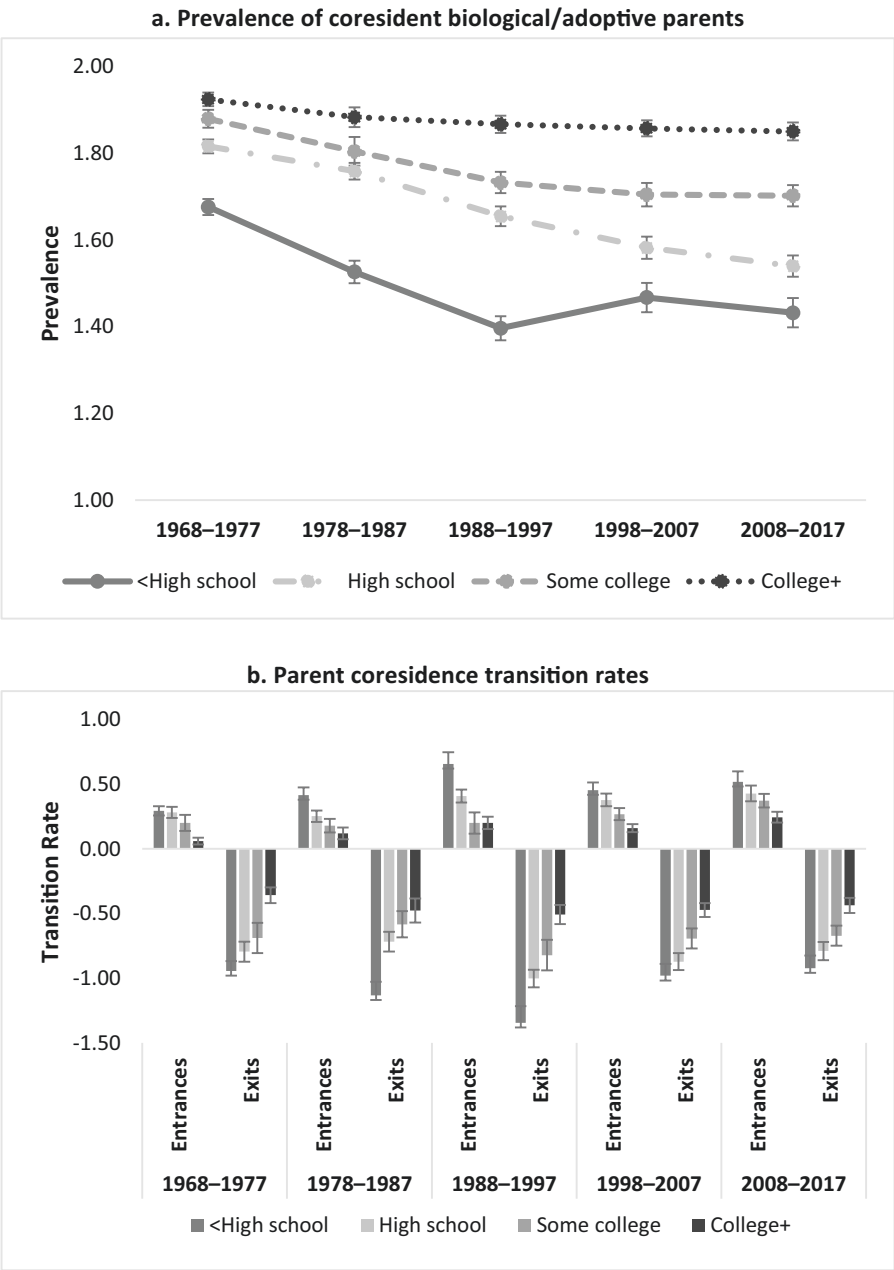 a. Prevalence of coresident biological/adoptive parents
2.00
1.80
1.60
1.40
1.20
1.00
Prevalence
1968–1977 1978–1987 1988–1997 1998–2007 2008–2017
<High school High school Some college College+
b. Parent coresidence transition rates
1.00
0.50
0.00
-0.50
-1.00
-1.50
Transition Rate
Entrances Exits Entrances Exits Entrances Exits Entrances Exits Entrances Exits
1968–1977 1978–1987 1988–1997 1998–2007 2008–2017
<High school High school Some college College+